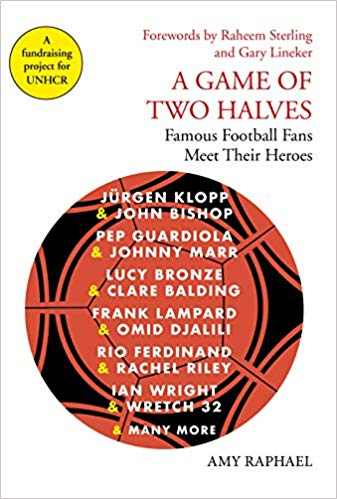 A
fundraising
project for
UNHCR
Forewords by Raheem Sterling
and Gary Lineker
A GAME OF
TWO HALVES
Famous Football Fans
Meet Their Heroes
JÜRGEN KLOPP
& JOHN BISHOP
PEP GUARDIOLA
& JOHNNY MARR
LUCY BRONZE
& CLARE BALDING
FRANK LAMPARD
& OMID DJALILI
RIO FERDINAND
& RACHEL RILEY
IAN WRIGHT
& WRETCH 32
& MANY MORE
AMY RAPHAEL